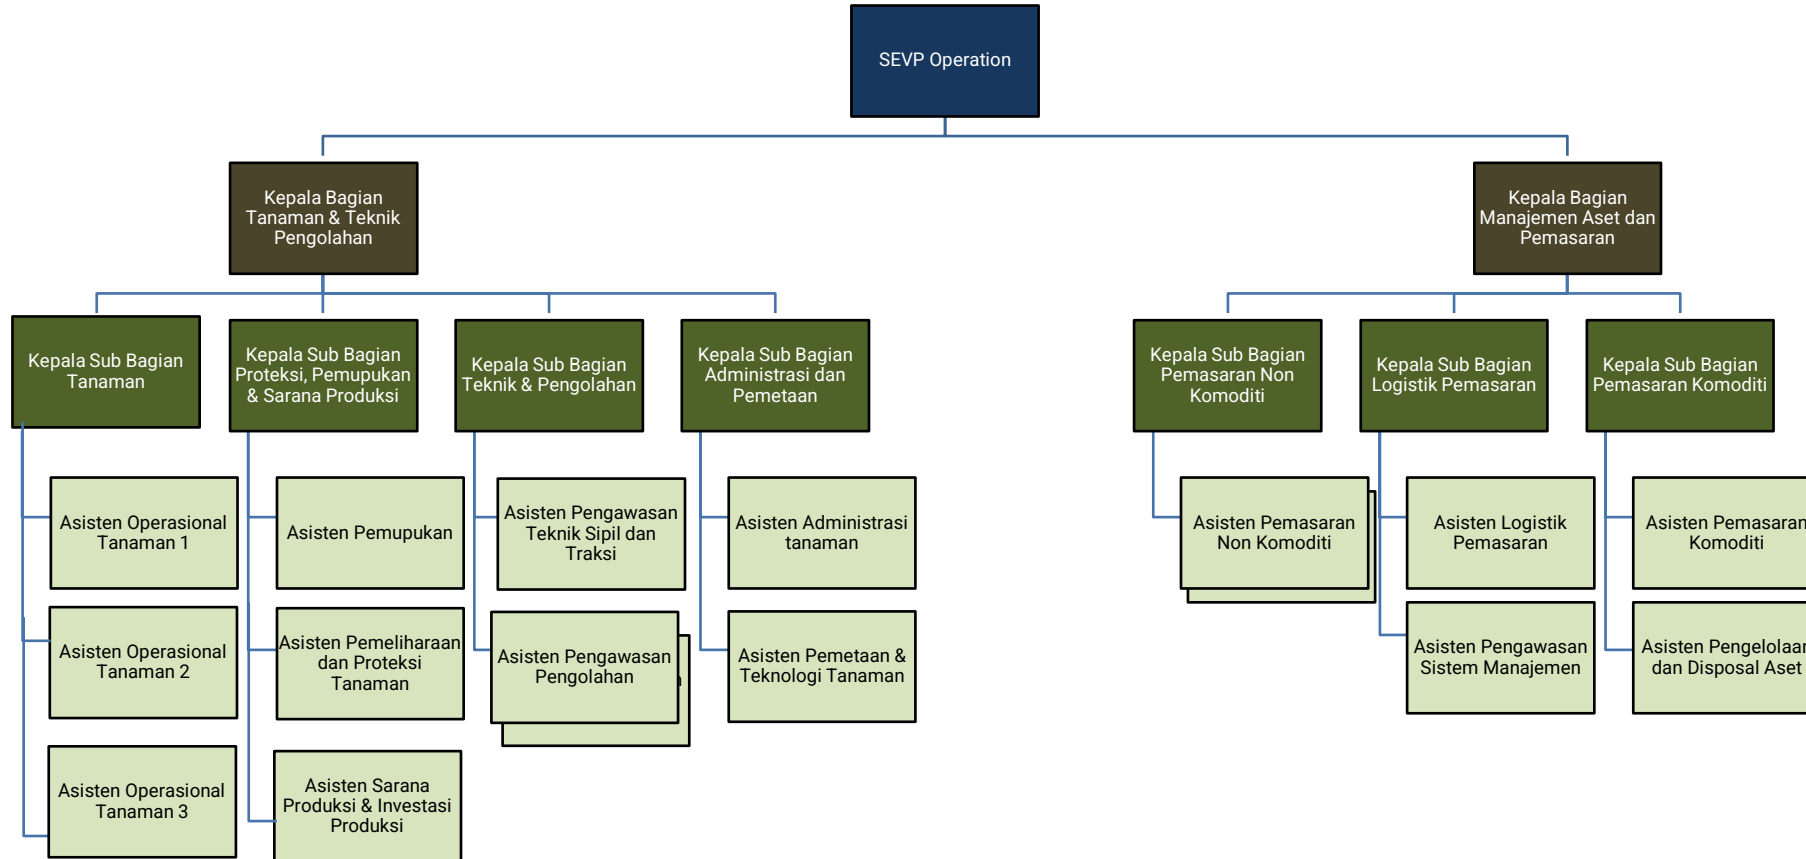 SEVP Operation
Kepala Bagian
Tanaman & Teknik
Pengolahan
Kepala Bagian
Manajemen Aset dan
Pemasaran
Kepala Sub Bagian
Tanaman
Kepala Sub Bagian
Proteksi, Pemupukan
& Sarana Produksi
Kepala Sub Bagian
Teknik & Pengolahan
Kepala Sub Bagian
Administrasi dan
Pemetaan
Kepala Sub Bagian
Pemasaran Non
Komoditi
Kepala Sub Bagian
Logistik Pemasaran
Kepala Sub Bagian
Pemasaran Komoditi
Asisten Operasional
Tanaman 1
Asisten Pemupukan
Asisten Pengawasan
Teknik Sipil dan
Traksi
Asisten Administrasi
tanaman
Asisten Pemasaran
Non Komoditi
Asisten Logistik
Pemasaran
Asisten Pemasaran
Komoditi
Asisten Operasional
Tanaman 2
Asisten Pemeliharaan
dan Proteksi
Tanaman
Asisten Pengawasan
Pengolahan
Asisten Pemetaan &
Teknologi Tanaman
Asisten Pengawasan
Sistem Manajemen
Asisten Pengelolaan
dan Disposal Aset
Asisten Operasional
Tanaman 3
Asisten Sarana
Produksi & Investasi
Produksi